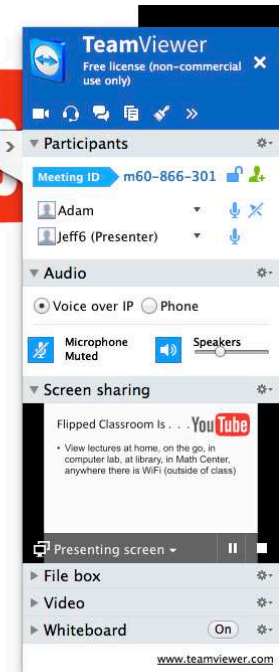 TeamViewer
Free license (non-commercial
use only)
Participants
Meeting ID m60-866-301
Adam
Jeff6 (Presenter)
Audio
Voice over IP Phone
Microphone
Muted
Speakers
Screen sharing
Flipped Classroom Is . . . YouTube
• View lectures at home, on the go, in
computer lab, at library, in Math Center,
anywhere there is WiFi (outside of class)
Presenting screen
File box
Video
Whiteboard On
www.teamviewer.com